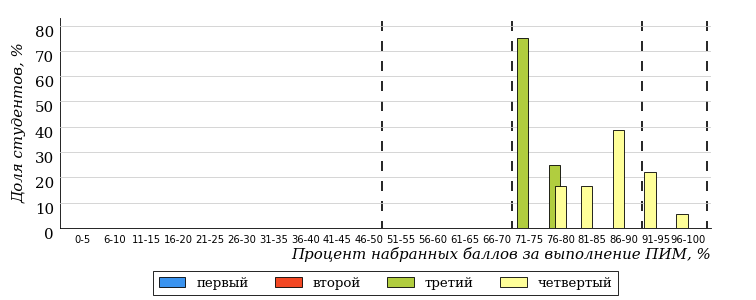 Доля студентов, %
80
70
60
50
40
30
20
10
0
0-5 6-10 11-15 16-20 21-25 26-30 31-35 36-40 41-45 46-50 51-55 56-60 61-65 66-70 71-75 76-80 81-85 86-90 91-95 96-100
Процент набранных баллов за выполнение ПИМ, %
первый второй третий четвертый